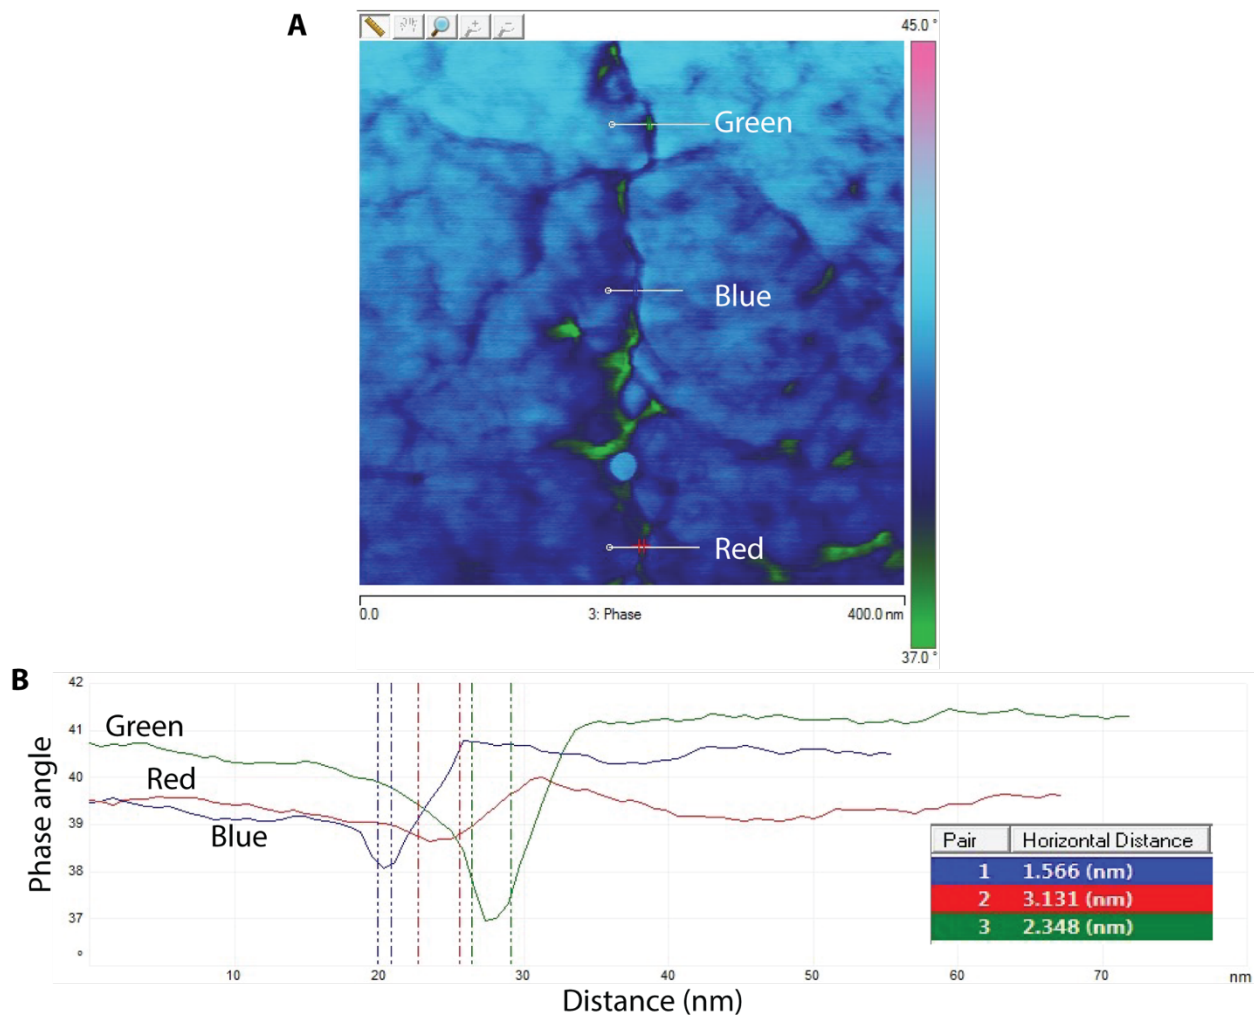 A
45.0 °
Green
Blue
Red
0.0 3: Phase 400.0 nm
37.0 °
B
42
41
40
39
38
37
°
Phase angle
Green
Red
Blue
Pair Horizontal Distance
1 1.566 (nm)
2 3.131 (nm)
3 2.348 (nm)
10 20 30 40 50 60 70 nm
Distance (nm)